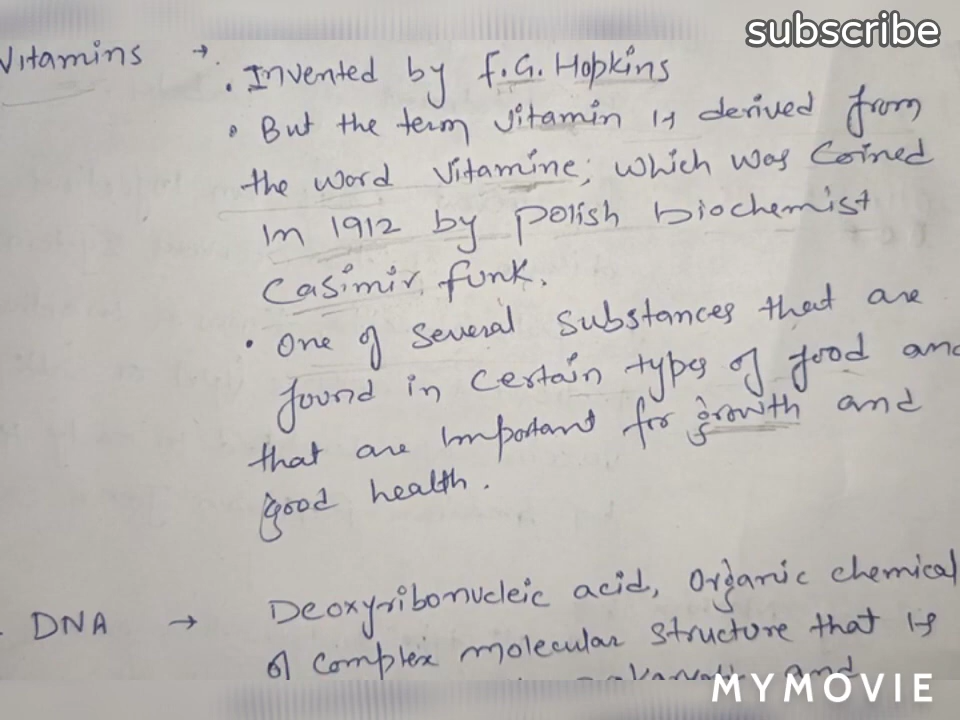 subscribe
Vitamins → . Invented by F.G. Hopkins
• But the term vitamin is derived from
the word Vitamine; which was coined
In 1912 by polish biochemist
Casimir funk.
• One of several substances that are
found in certain types of food and
that are Important for growth and
good health.
. DNA → Deoxyribonucleic acid, Organic chemical
of complex molecular structure that is
and
MYMOVIE